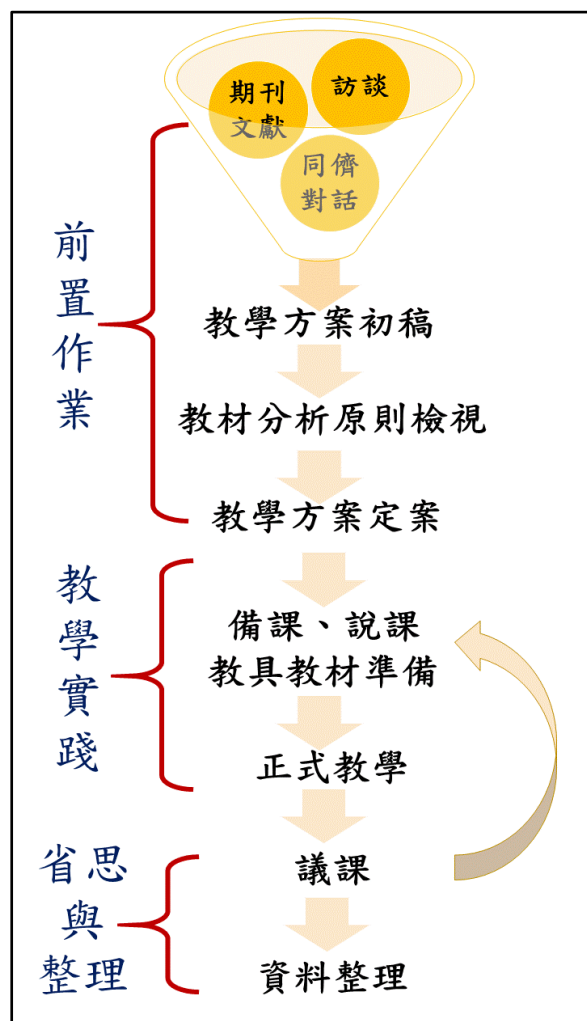 期刊
文獻
訪談
同儕
對話
前置作業
教學方案初稿
教材分析原則檢視
教學方案定案
教學實踐
備課、說課
教具教材準備
正式教學
省思
與
整理
議課
資料整理